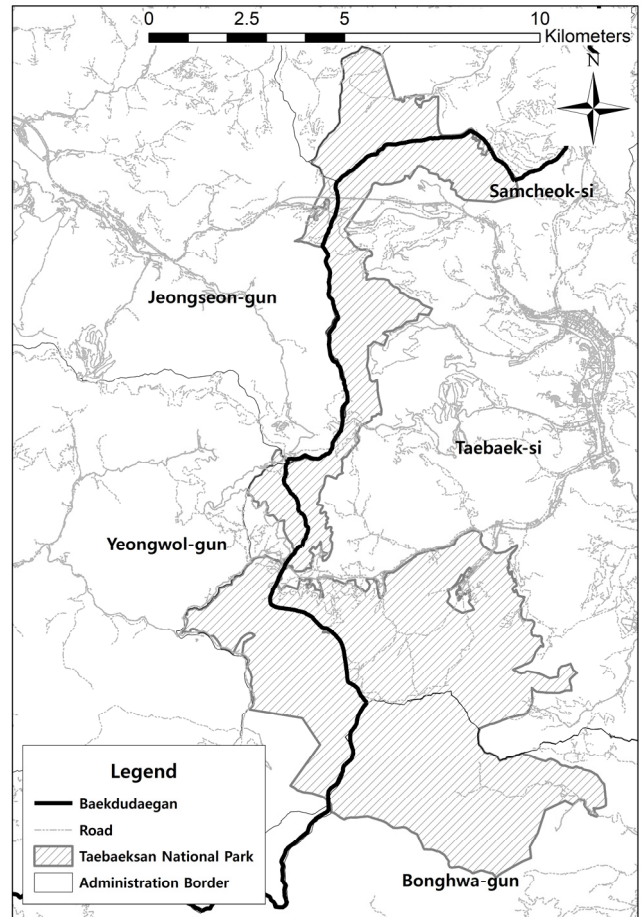 0 2.5 5 10
Kilometers
N
Samcheok-si
Jeongseon-gun
Taebaek-si
Yeongwol-gun
Legend
Baekdudaegan
Road
Taebaeksan National Park
Administration Border
Bonghwa-gun